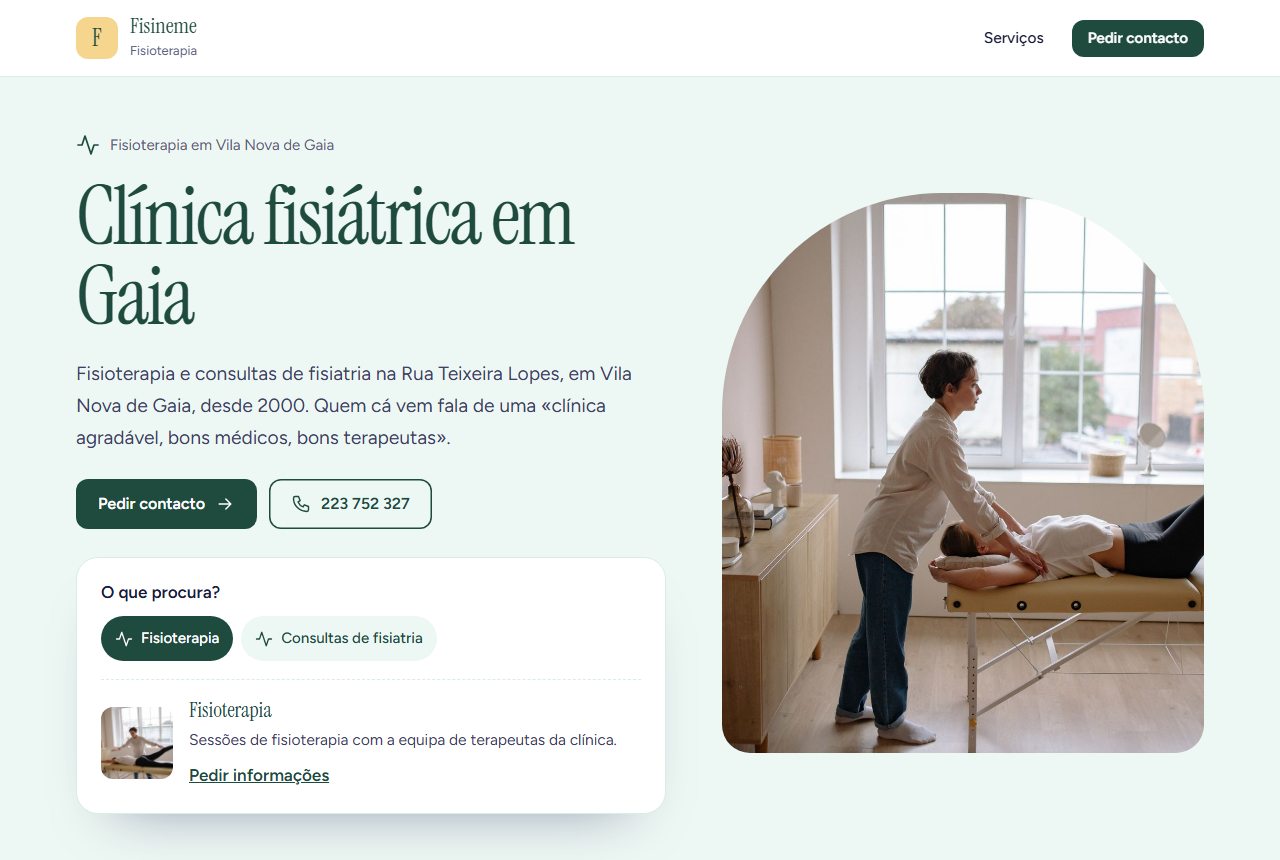 F
Fisineme
Fisioterapia
Serviços
Pedir contacto
Fisioterapia em Vila Nova de Gaia
Clínica fisiátrica em
Gaia
Fisioterapia e consultas de fisiatria na Rua Teixeira Lopes, em Vila
Nova de Gaia, desde 2000. Quem cá vem fala de uma «clínica
agradável, bons médicos, bons terapeutas».
Pedir contacto →
223 752 327
O que procura?
Fisioterapia
Consultas de fisiatria
Fisioterapia
Sessões de fisioterapia com a equipa de terapeutas da clínica.
Pedir informações